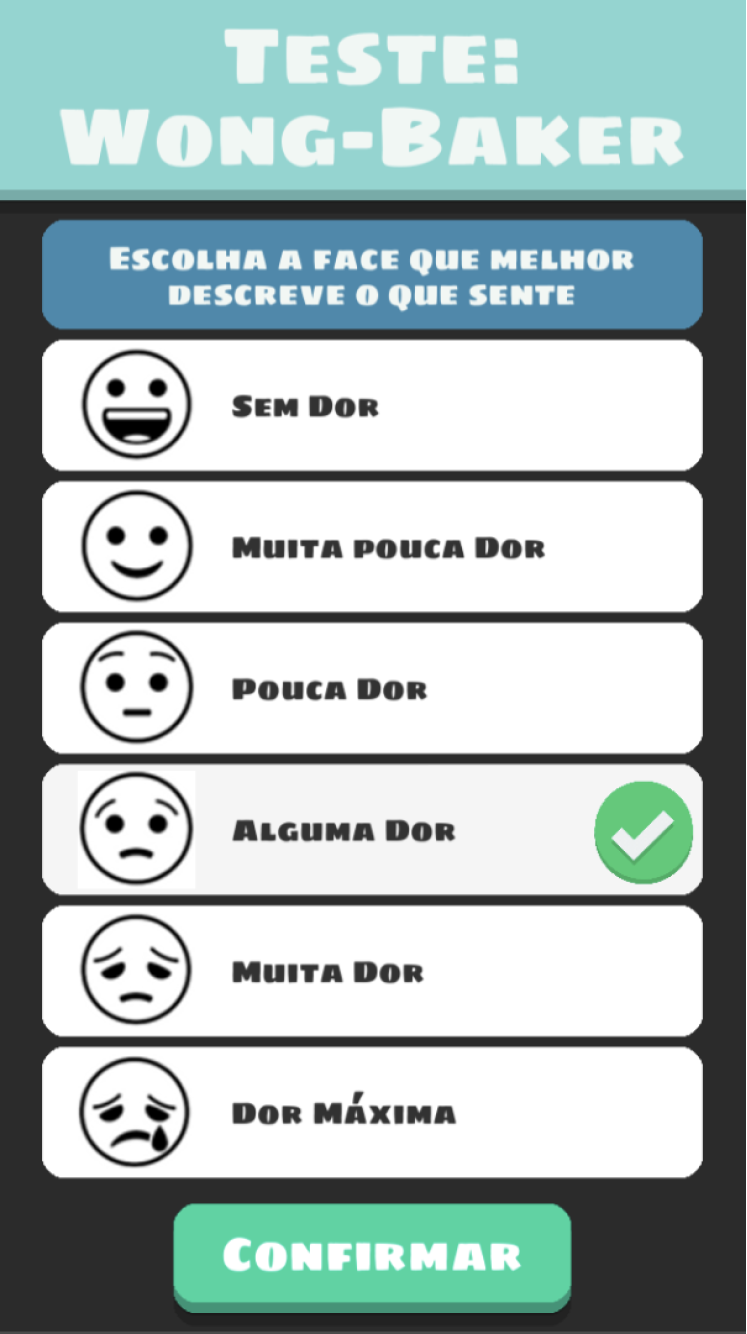 Teste:
Wong-Baker
Escolha a face que melhor
descreve o que sente
Sem Dor
Muita pouca Dor
Pouca Dor
Alguma Dor
Muita Dor
Dor Máxima
Confirmar